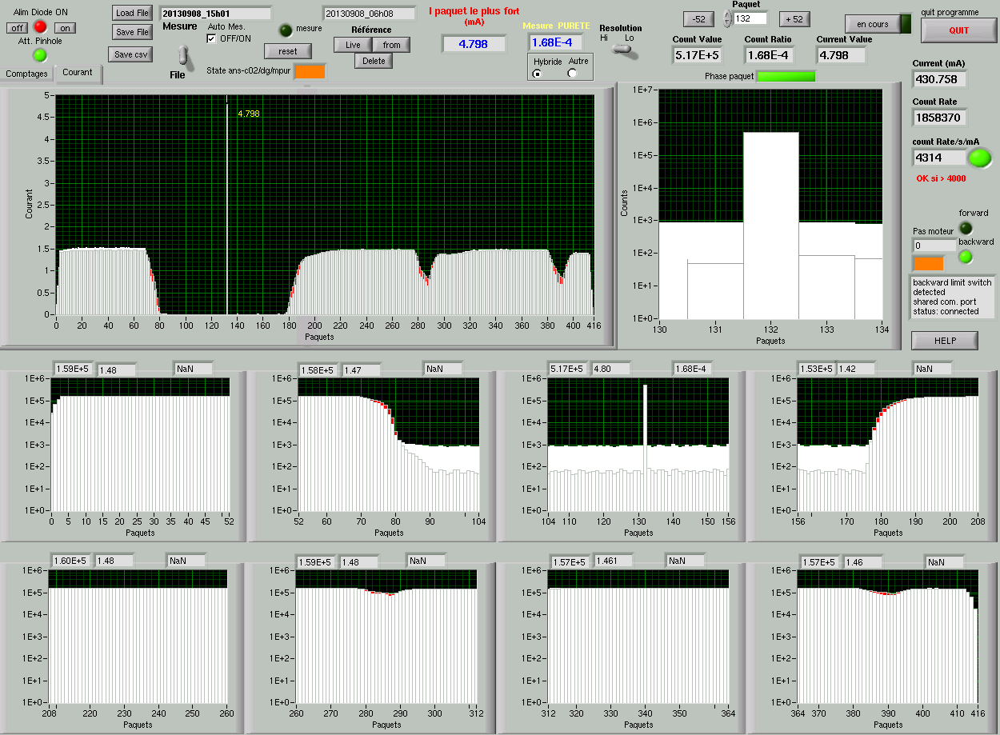 Alim Diode ON
off
on
Att. Pinhole
Comptages
Courant
Load File
Save File
Save csv
20130908_15h01
Mesure
Auto Mes.
OFF/ON
File
mesure
reset
State ans-c02/dg/mpur
20130908_06h08
Référence
Live
from
Delete
I paquet le plus fort
(mA)
4.798
Mesure PURETE
1.68E-4
Hybride
Autre
Resolution
Hi
Lo
Paquet
-52
132
+ 52
Count Value
Count Ratio
Current Value
5.17E+5
1.68E-4
4.798
Phase paquet
en cours
quit programme
QUIT
Current (mA)
430.758
Count Rate
1858370
count Rate/s/mA
4314
OK si > 4000
forward
Pas moteur
0
backward
backward limit switch
detected
shared com. port
status: connected
HELP
Courant
5
4.5
4
3.5
3
2.5
2
1.5
1
0.5
0
4.798
0 20 40 60 80 100 120 140 160 180 200 220 240 260 280 300 320 340 360 380 400 416
Paquets
Counts
1E+7
1E+6
1E+5
1E+4
1E+3
1E+2
1E+1
1E+0
130 131 132 133 134
Paquets
1.59E+5 1.48 NaN
1E+6
1E+5
1E+4
1E+3
1E+2
1E+1
1E+0
0 5 10 15 20 25 30 35 40 45 52
Paquets
1.58E+5 1.47 NaN
1E+6
1E+5
1E+4
1E+3
1E+2
1E+1
1E+0
52 60 70 80 90 104
Paquets
5.17E+5 4.80 1.68E-4
1E+6
1E+5
1E+4
1E+3
1E+2
1E+1
1E+0
104 110 120 130 140 150 156
Paquets
1.53E+5 1.42 NaN
1E+6
1E+5
1E+4
1E+3
1E+2
1E+1
1E+0
156 170 180 190 200 208
Paquets
1.60E+5 1.48 NaN
1E+6
1E+5
1E+4
1E+3
1E+2
1E+1
1E+0
208 220 230 240 250 260
Paquets
1.59E+5 1.48 NaN
1E+6
1E+5
1E+4
1E+3
1E+2
1E+1
1E+0
260 270 280 290 300 312
Paquets
1.57E+5 1.461 NaN
1E+6
1E+5
1E+4
1E+3
1E+2
1E+1
1E+0
312 320 330 340 350 364
Paquets
1.57E+5 1.46 NaN
1E+6
1E+5
1E+4
1E+3
1E+2
1E+1
1E+0
364 370 380 390 400 410 416
Paquets